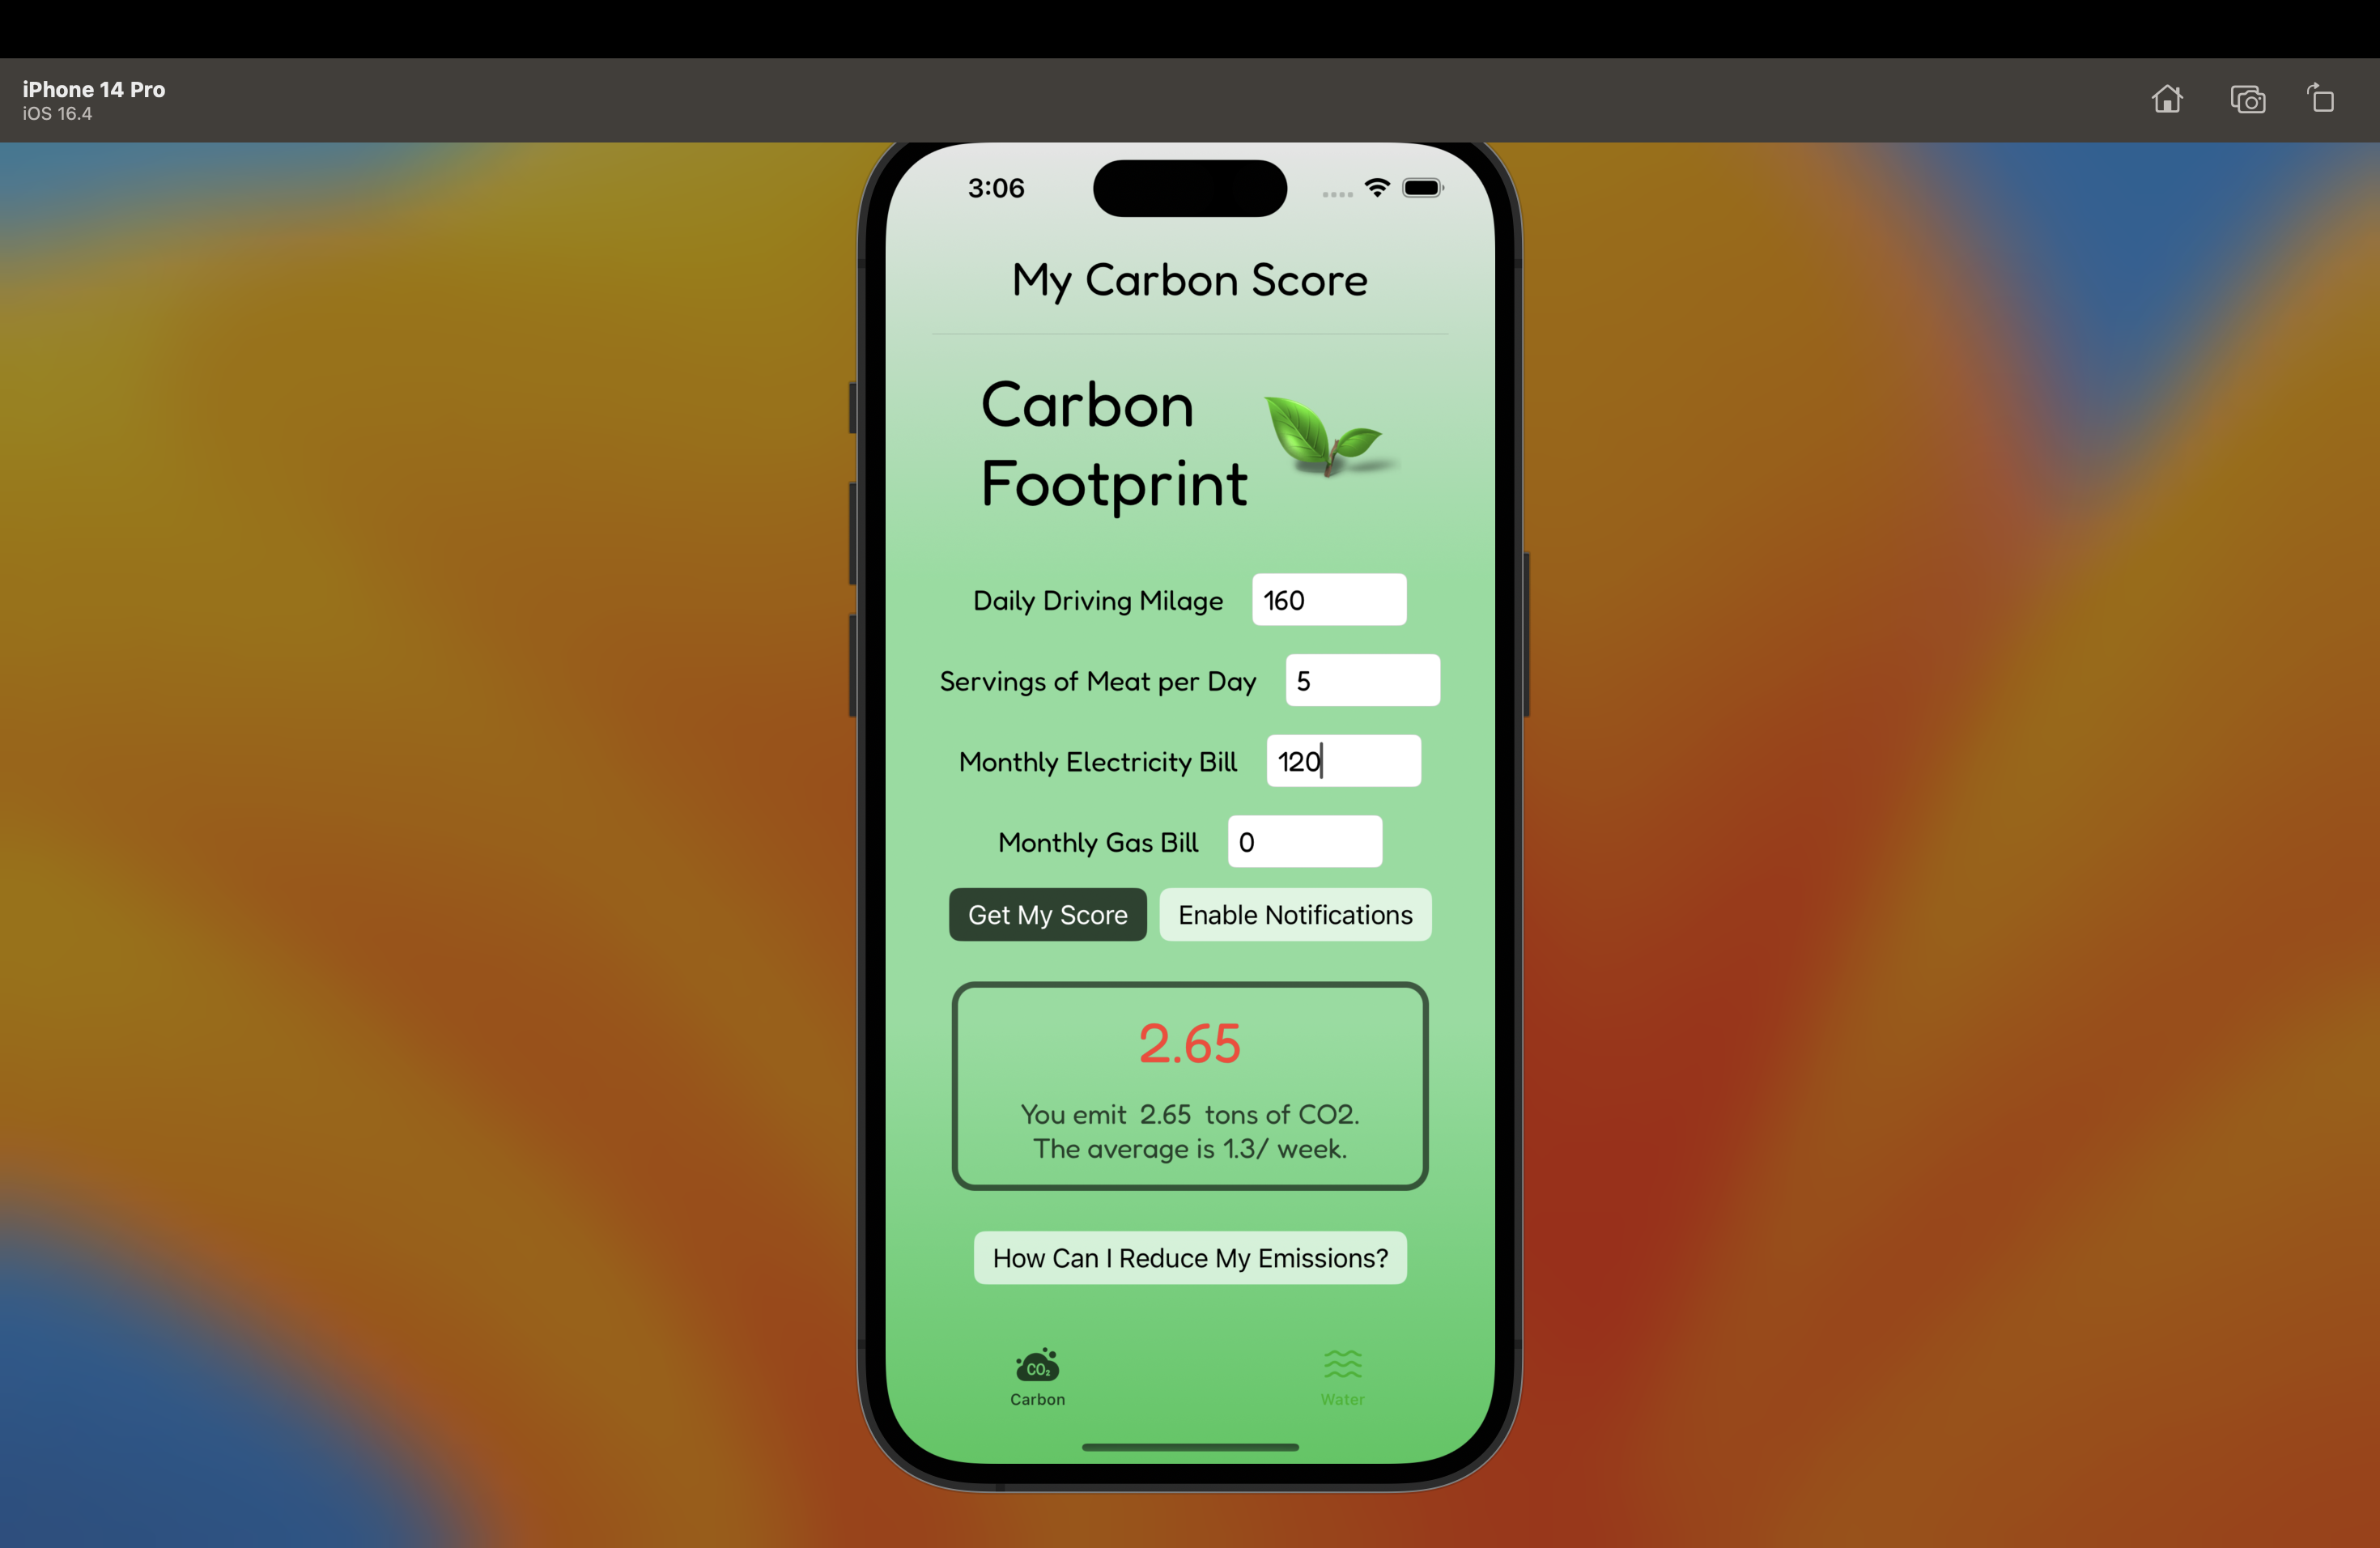 iPhone 14 Pro
iOS 16.4
3:06
My Carbon Score
Carbon
Footprint
Daily Driving Milage 160
Servings of Meat per Day 5
Monthly Electricity Bill 120
Monthly Gas Bill 0
Get My Score Enable Notifications
2.65
You emit 2.65 tons of CO2.
The average is 1.3/ week.
How Can I Reduce My Emissions?
CO₂
Carbon Water